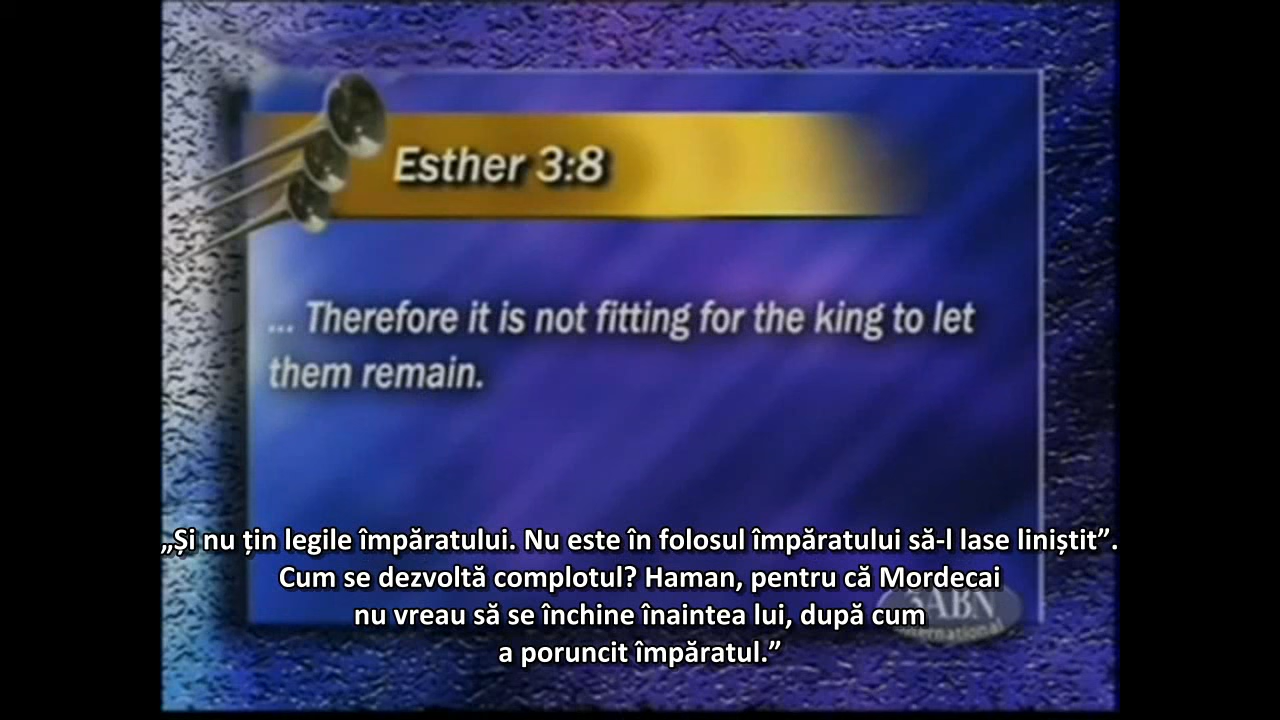 Esther 3:8
... Therefore it is not fitting for the king to let
them remain.
„Și nu țin legile împăratului. Nu este în folosul împăratului să-l lase liniștit”.
Cum se dezvoltă complotul? Haman, pentru că Mordecai
nu vreau să se închine înaintea lui, după cum
a poruncit împăratul.”